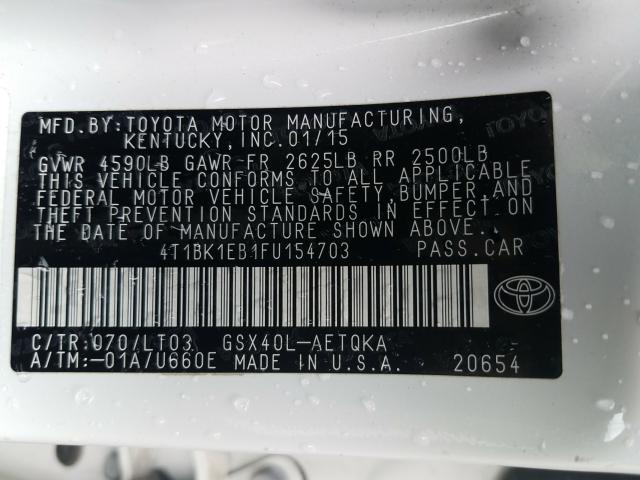 MFD.BY:TOYOTA MOTOR MANUFACTURING,
KENTUCKY, INC.01/15
GVWR 4590LB GAWR FR 2625LB RR 2500LB
THIS VEHICLE CONFORMS TO ALL APPLICABLE
FEDERAL MOTOR VEHICLE SAFETY, BUMPER, AND
THEFT PREVENTION STANDARDS IN EFFECT ON
THE DATE OF MANUFACTURE SHOWN ABOVE.
4T1BK1EB1FU154703 PASS.CAR
C/TR:070/LT03 GSX40L-AETQKA
A/TM:-01A/U660E MADE IN U.S.A. 20654